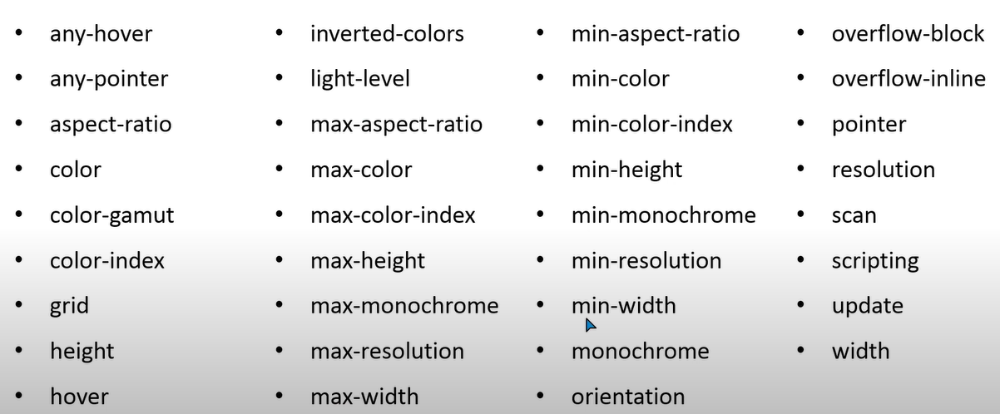 • any-hover
• any-pointer
• aspect-ratio
• color
• color-gamut
• color-index
• grid
• height
• hover
• inverted-colors
• light-level
• max-aspect-ratio
• max-color
• max-color-index
• max-height
• max-monochrome
• max-resolution
• max-width
• min-aspect-ratio
• min-color
• min-color-index
• min-height
• min-monochrome
• min-resolution
• min-width
• monochrome
• orientation
• overflow-block
• overflow-inline
• pointer
• resolution
• scan
• scripting
• update
• width